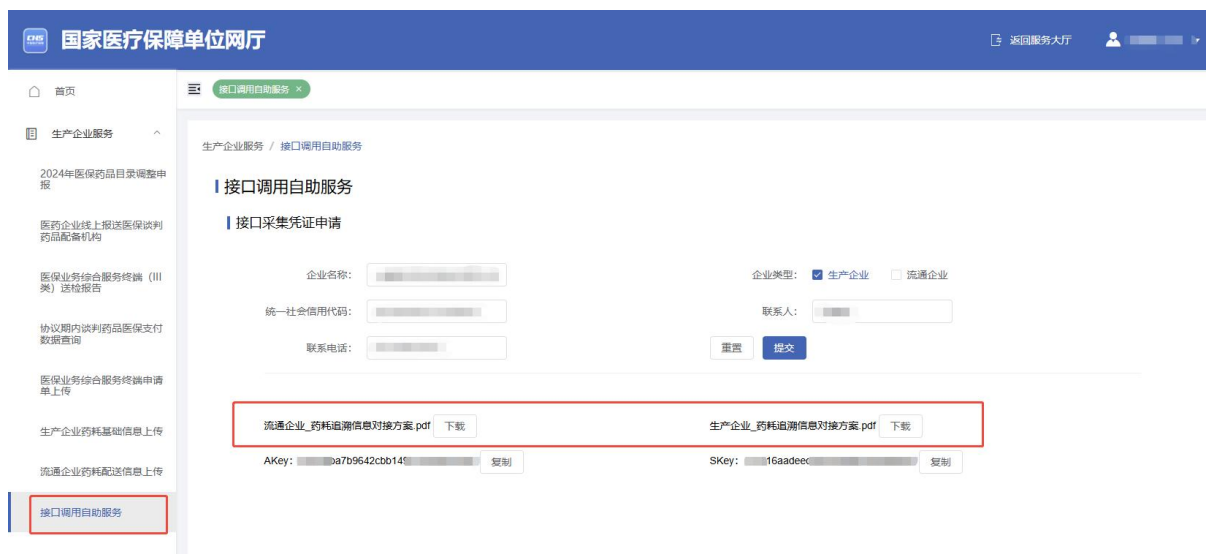 CHS 国家医疗保障单位网厅
返回服务大厅
首页
接口调用自助服务 ×
生产企业服务
生产企业服务 / 接口调用自助服务
2024年医保药品目录调整申
报
接口调用自助服务
接口采集凭证申请
医药企业线上报送医保谈判
药品配备机构
医保业务综合服务终端（III
类）送检报告
企业名称：
企业类型： 生产企业 流通企业
统一社会信用代码：
联系人：
协议期内谈判药品医保支付
数据查询
联系电话：
重置 提交
医保业务综合服务终端申请
单上传
生产企业药耗基础信息上传
流通企业_药耗追溯信息对接方案.pdf 下载
生产企业_药耗追溯信息对接方案.pdf 下载
流通企业药耗配送信息上传
AKey： a7b9642cbb14 复制
SKey： 16aadeec 复制
接口调用自助服务